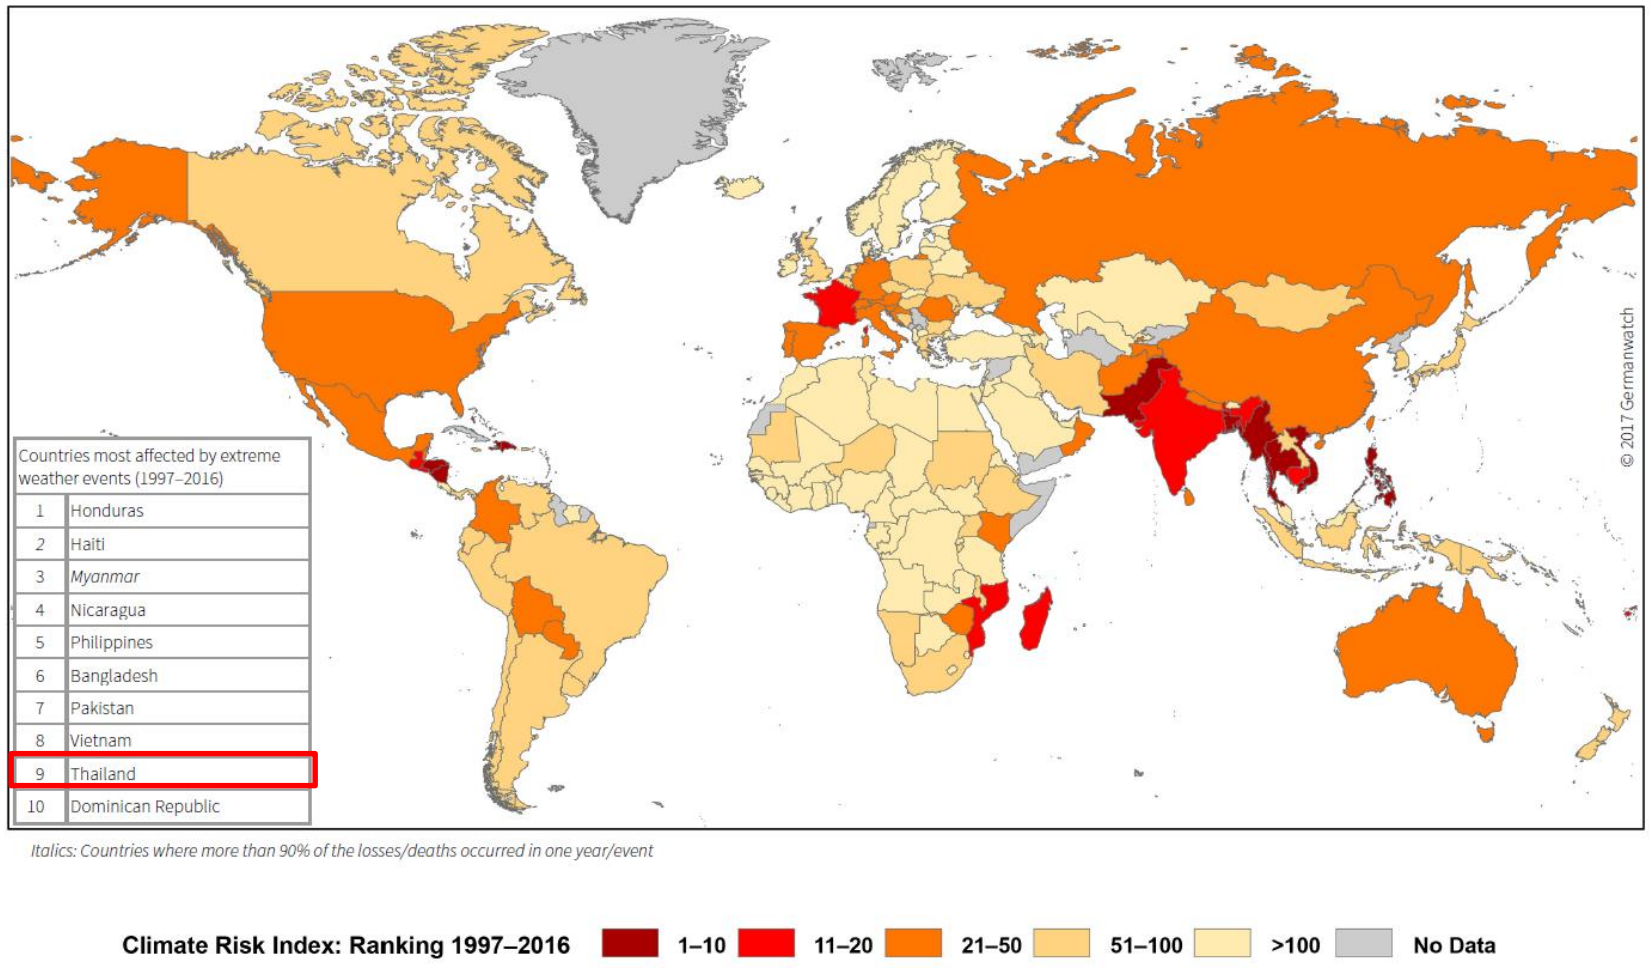 © 2017 Germanwatch
Countries most affected by extreme
weather events (1997–2016)
1 Honduras
2 Haiti
3 Myanmar
4 Nicaragua
5 Philippines
6 Bangladesh
7 Pakistan
8 Vietnam
9 Thailand
10 Dominican Republic
Italics: Countries where more than 90% of the losses/deaths occurred in one year/event
Climate Risk Index: Ranking 1997–2016 1–10 11–20 21–50 51–100 >100 No Data